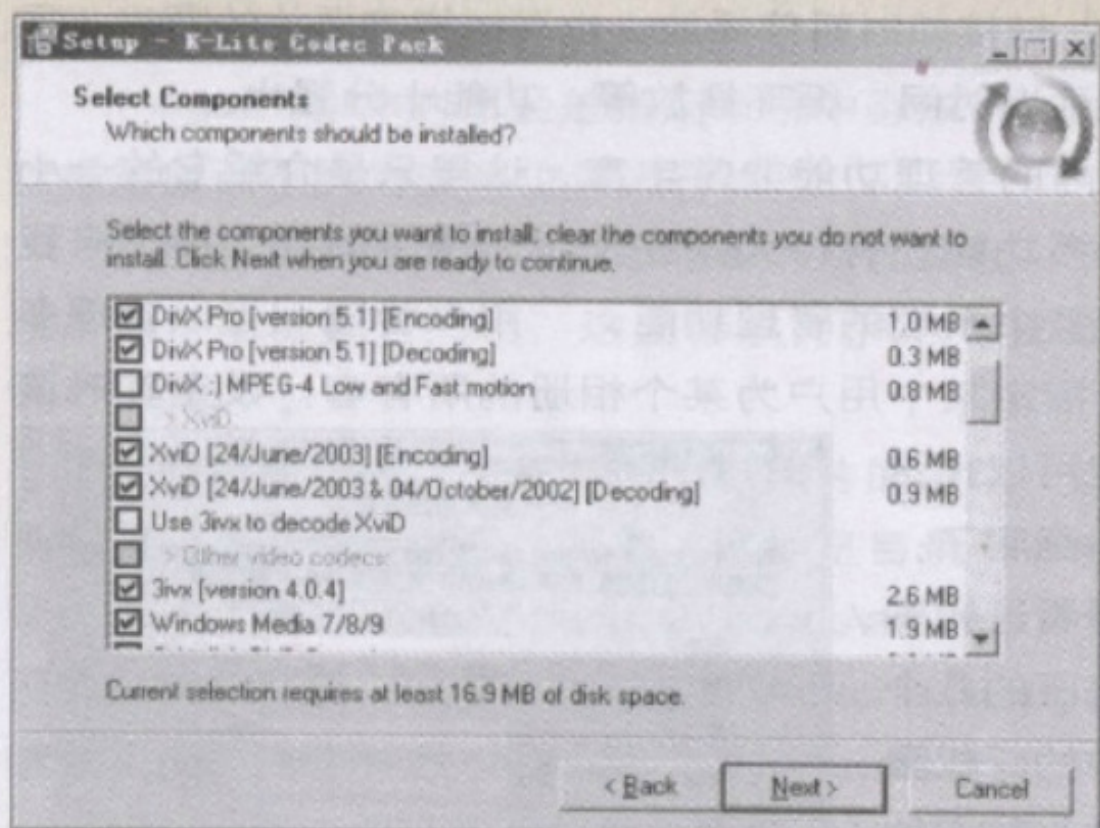 Setup - K-Lite Codec Pack
Select Components
Which components should be installed?
Select the components you want to install; clear the components you do not want to
install. Click Next when you are ready to continue.
DivX Pro [version 5.1] [Encoding] 1.0 MB
DivX Pro [version 5.1] [Decoding] 0.3 MB
DivX ;) MPEG-4 Low and Fast motion 0.8 MB
> XviD
XviD [24/June/2003] [Encoding] 0.6 MB
XviD [24/June/2003 & 04/October/2002] [Decoding] 0.9 MB
Use 3ivx to decode XviD
> Other video codecs:
3ivx [version 4.0.4] 2.6 MB
Windows Media 7/8/9 1.9 MB
Current selection requires at least 16.9 MB of disk space.
< Back Next > Cancel